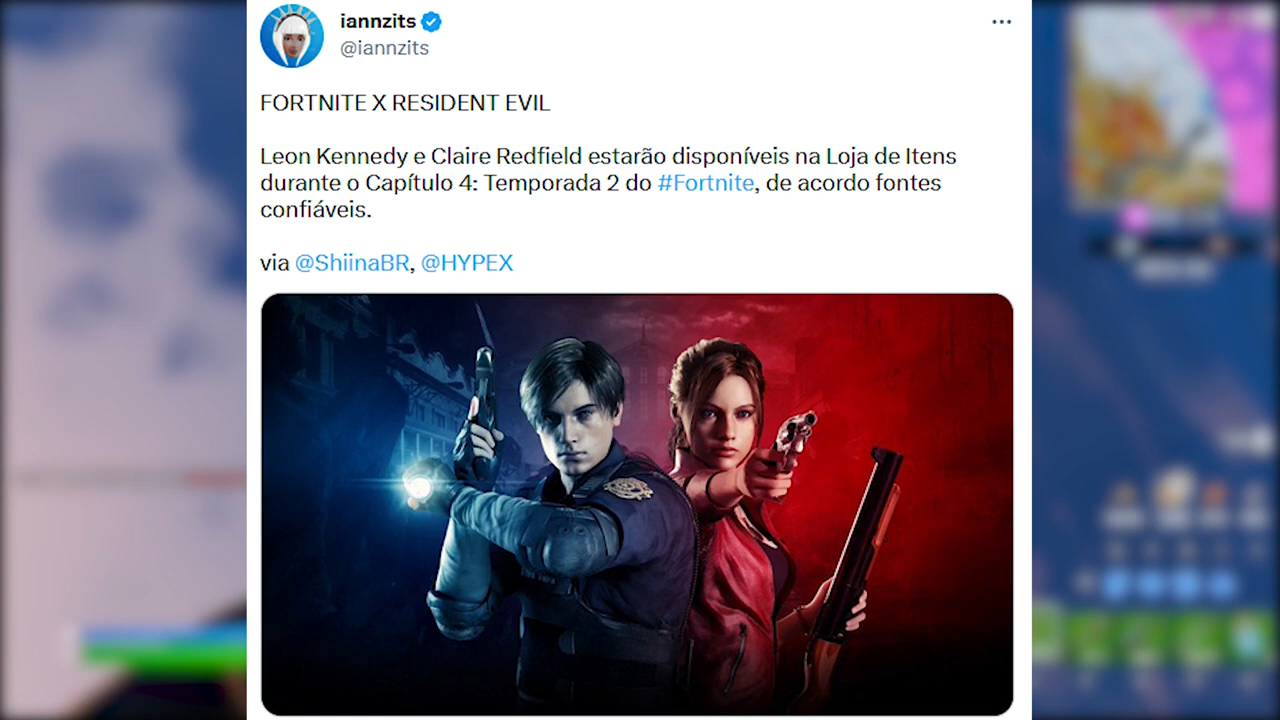 iannzits
@iannzits
FORTNITE X RESIDENT EVIL
Leon Kennedy e Claire Redfield estarão disponíveis na Loja de Itens
durante o Capítulo 4: Temporada 2 do #Fortnite, de acordo fontes
confiáveis.
via @ShiinaBR, @HYPEX